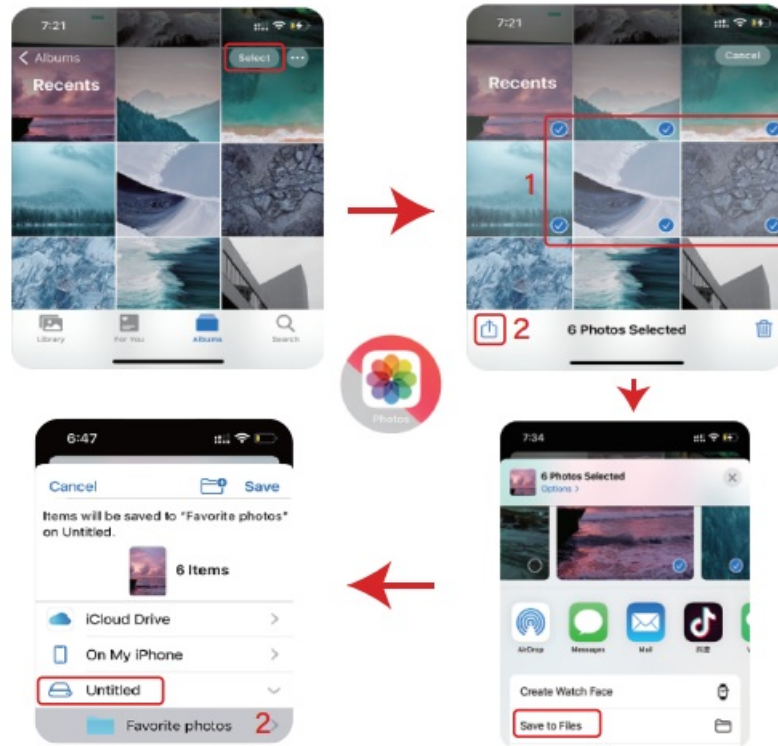 7:21
Albums
Select
Recents
Library
For You
Albums
Search
7:21
Cancel
Recents
1
2
6 Photos Selected
Photos
7:34
6 Photos Selected
Options
AirDrop
Messages
Mail
抖音
Create Watch Face
Save to Files
6:47
Cancel
Save
Items will be saved to "Favorite photos"
on Untitled.
6 Items
iCloud Drive
On My iPhone
Untitled
Favorite photos 2